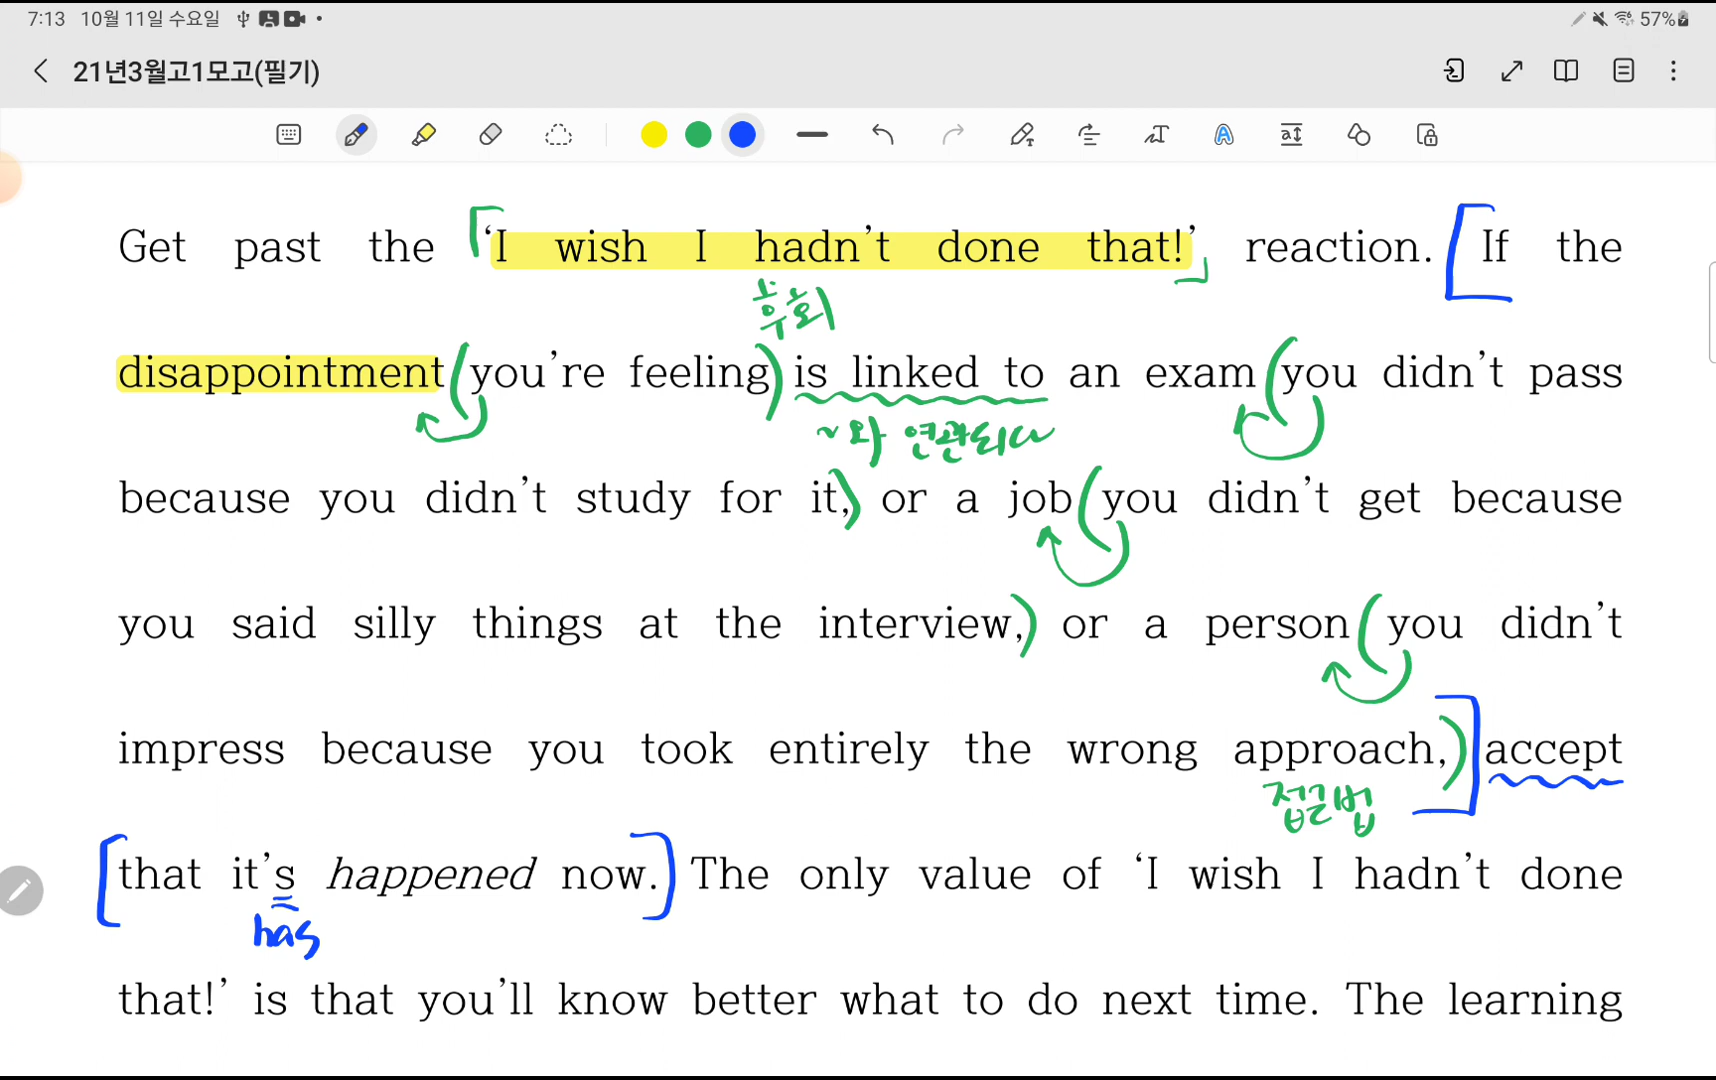 7:13 10월 11일 수요일
57%
21년3월고1모고(필기)
Get past the ‘I wish I hadn’t done that!’ reaction. If the
후회
disappointment you’re feeling is linked to an exam you didn’t pass
~와 연관되다
because you didn’t study for it, or a job you didn’t get because
you said silly things at the interview, or a person you didn’t
impress because you took entirely the wrong approach, accept
접근법
that it’s happened now. The only value of ‘I wish I hadn’t done
has
that!’ is that you’ll know better what to do next time. The learning